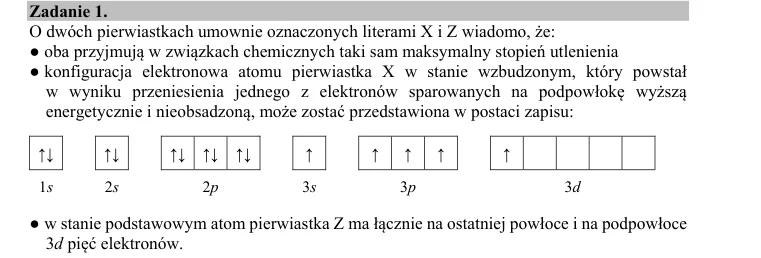 Zadanie 1.
O dwóch pierwiastkach umownie oznaczonych literami X i Z wiadomo, że:
● oba przyjmują w związkach chemicznych taki sam maksymalny stopień utlenienia
● konfiguracja elektronowa atomu pierwiastka X w stanie wzbudzonym, który powstał
w wyniku przeniesienia jednego z elektronów sparowanych na podpowłokę wyższą
energetycznie i nieobsadzoną, może zostać przedstawiona w postaci zapisu:
↑↓ ↑↓ ↑↓ ↑↓ ↑↓ ↑ ↑ ↑ ↑ ↑
1s 2s 2p 3s 3p 3d
● w stanie podstawowym atom pierwiastka Z ma łącznie na ostatniej powłoce i na podpowłoce
3d pięć elektronów.